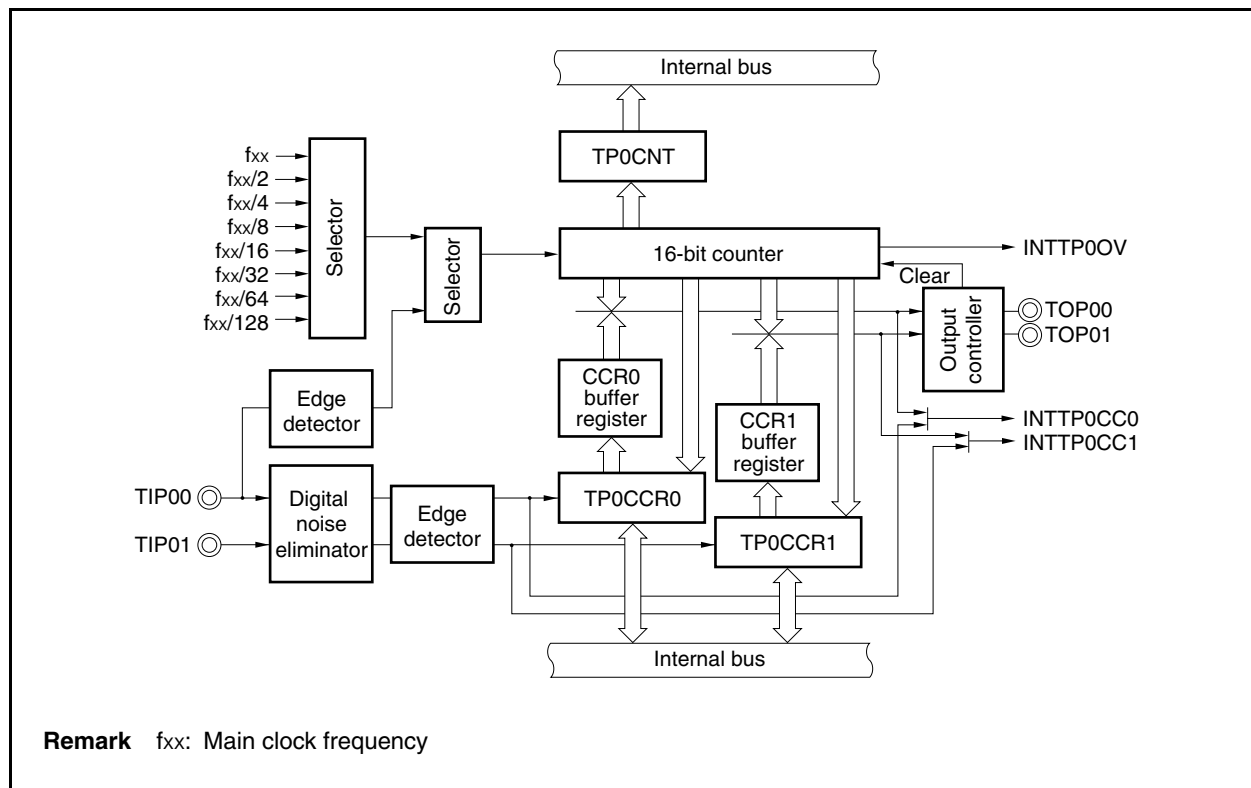 Internal bus
TP0CNT
fxx
fxx/2
fxx/4
fxx/8
fxx/16
fxx/32
fxx/64
fxx/128
Selector
Selector
16-bit counter
INTTP0OV
Clear
Output
controller
TOP00
TOP01
CCR0
buffer
register
CCR1
buffer
register
INTTP0CC0
INTTP0CC1
Edge
detector
TIP00
TIP01
Digital
noise
eliminator
Edge
detector
TP0CCR0
TP0CCR1
Internal bus
Remark fxx: Main clock frequency